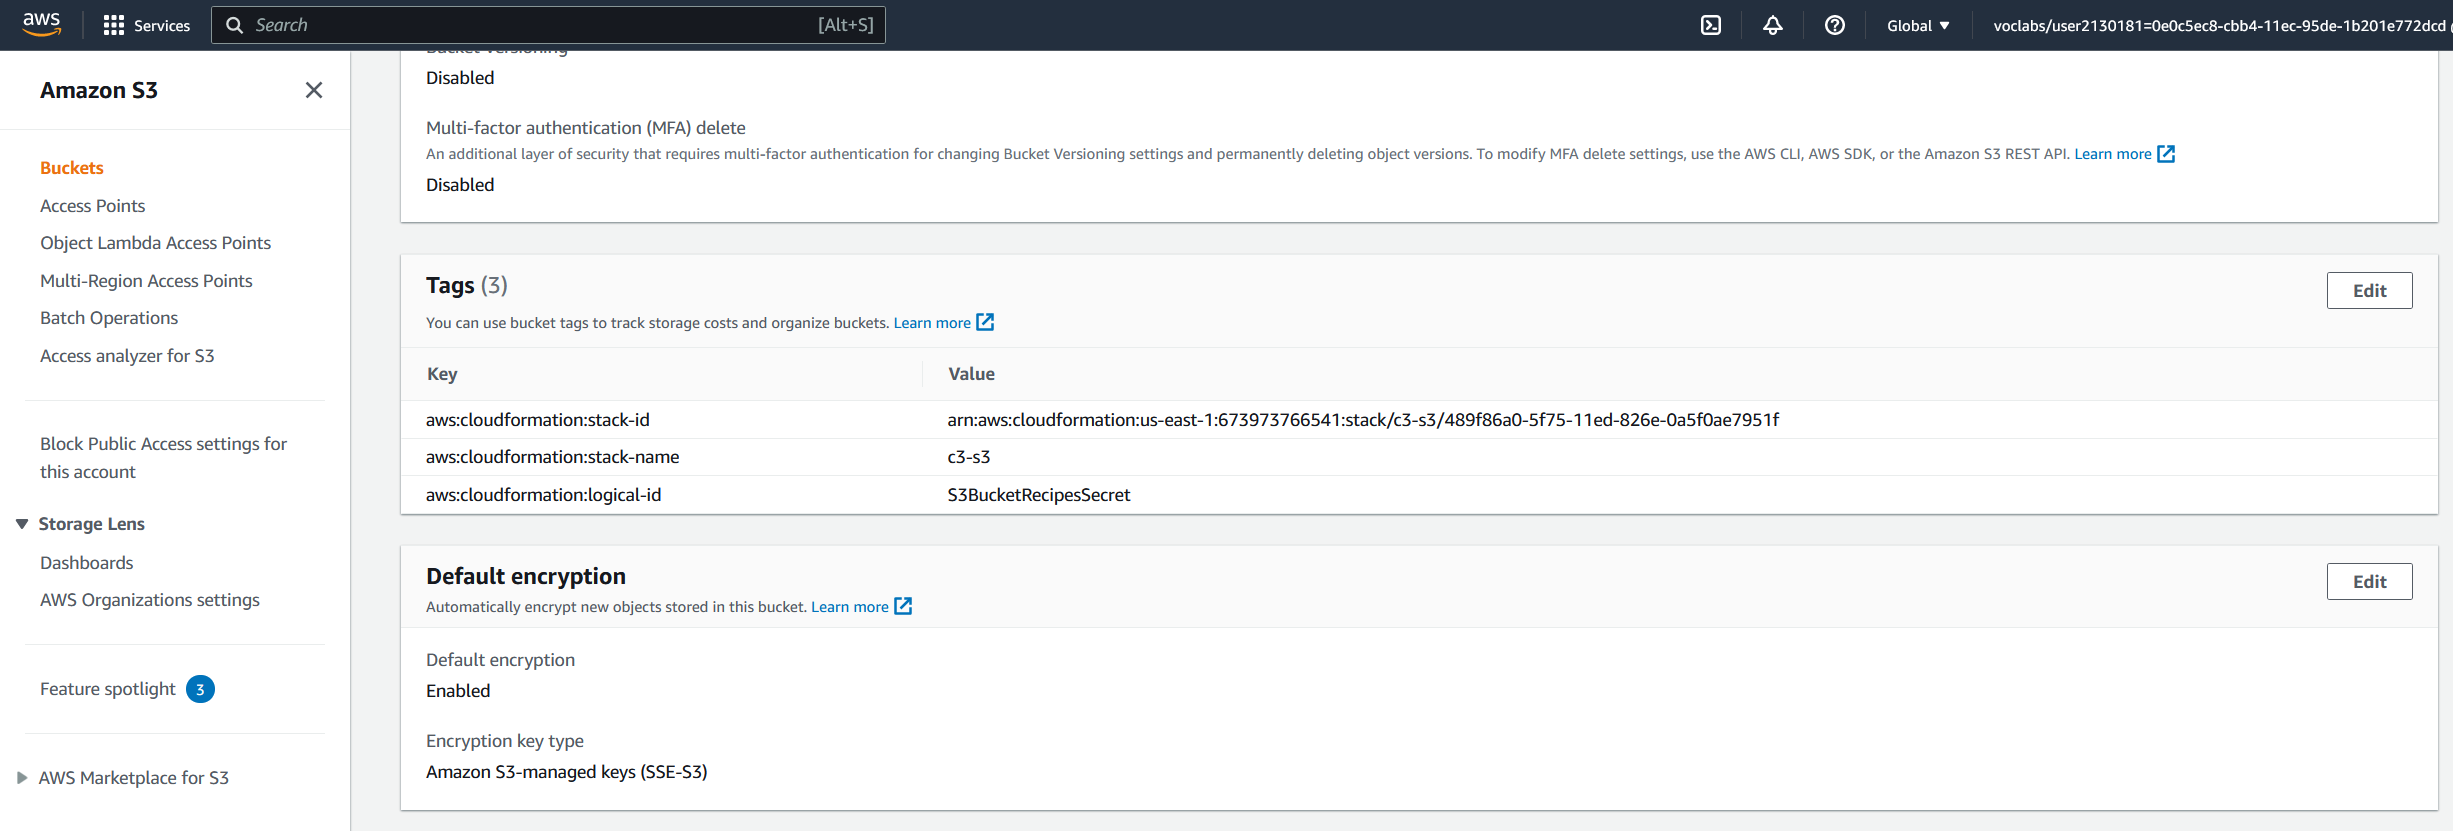 aws
Services
Search
[Alt+S]
Global
voclabs/user2130181=0e0c5ec8-cbb4-11ec-95de-1b201e772dcd
Amazon S3
Buckets
Access Points
Object Lambda Access Points
Multi-Region Access Points
Batch Operations
Access analyzer for S3
Block Public Access settings for
this account
Storage Lens
Dashboards
AWS Organizations settings
Feature spotlight 3
AWS Marketplace for S3
Bucket Versioning
Disabled
Multi-factor authentication (MFA) delete
An additional layer of security that requires multi-factor authentication for changing Bucket Versioning settings and permanently deleting object versions. To modify MFA delete settings, use the AWS CLI, AWS SDK, or the Amazon S3 REST API. Learn more
Disabled
Tags (3)
Edit
You can use bucket tags to track storage costs and organize buckets. Learn more
Key Value
aws:cloudformation:stack-id arn:aws:cloudformation:us-east-1:673973766541:stack/c3-s3/489f86a0-5f75-11ed-826e-0a5f0ae7951f
aws:cloudformation:stack-name c3-s3
aws:cloudformation:logical-id S3BucketRecipesSecret
Default encryption
Edit
Automatically encrypt new objects stored in this bucket. Learn more
Default encryption
Enabled
Encryption key type
Amazon S3-managed keys (SSE-S3)